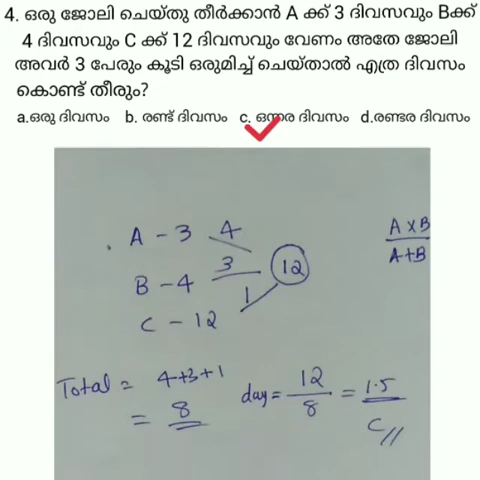 4. ഒരു ജോലി ചെയ്തു തീർക്കാൻ A ക്ക് 3 ദിവസവും Bക്ക്
4 ദിവസവും C ക്ക് 12 ദിവസവും വേണം അതേ ജോലി
അവർ 3 പേരും കൂടി ഒരുമിച്ച് ചെയ്താൽ എത്ര ദിവസം
കൊണ്ട് തീരും?
a.ഒരു ദിവസം b. രണ്ട് ദിവസം c. ഒന്നര ദിവസം d.രണ്ടര ദിവസം
A - 3 4
B - 4 3 12
C - 12 1
A x B
A+B
Total = 4+3+1
= 8
day = 12/8 = 1.5
C//